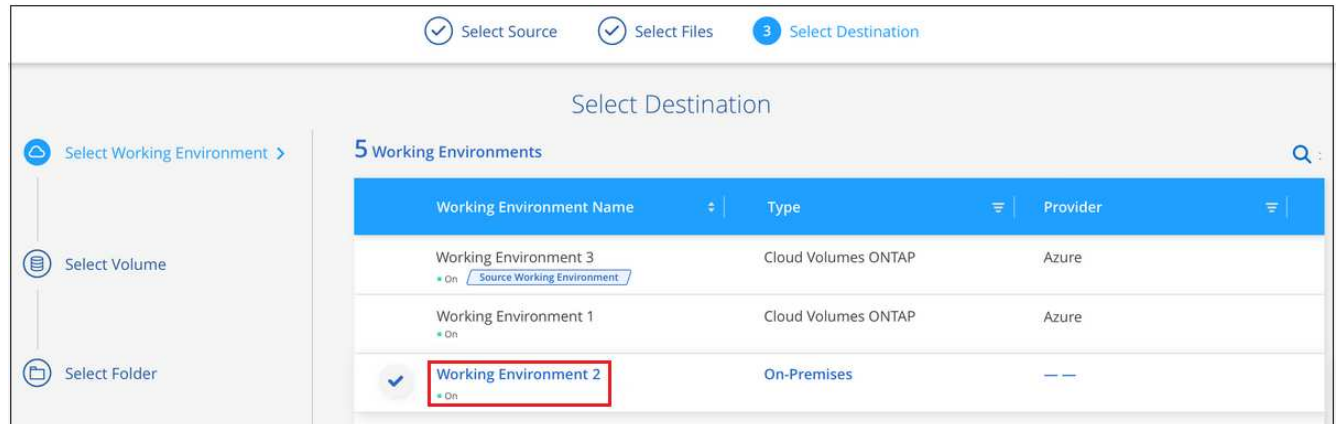 Select Source
Select Files
3 Select Destination
Select Destination
Select Working Environment
5 Working Environments
Working Environment Name Type Provider
Working Environment 3 Cloud Volumes ONTAP Azure
On Source Working Environment
Select Volume
Working Environment 1 Cloud Volumes ONTAP Azure
On
Select Folder
Working Environment 2 On-Premises — —
On